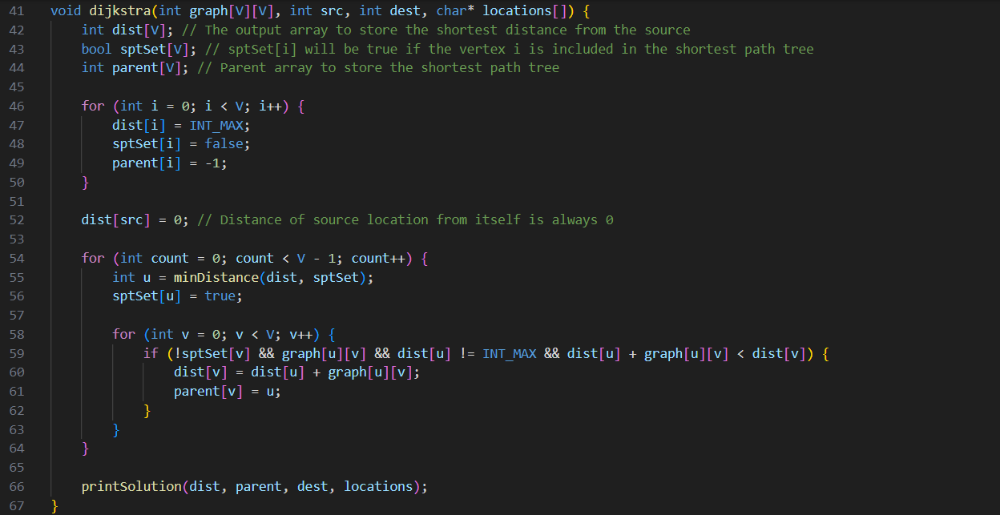 41 void dijkstra(int graph[V][V], int src, int dest, char* locations[]) {
42     int dist[V]; // The output array to store the shortest distance from the source
43     bool sptSet[V]; // sptSet[i] will be true if the vertex i is included in the shortest path tree
44     int parent[V]; // Parent array to store the shortest path tree
45
46     for (int i = 0; i < V; i++) {
47         dist[i] = INT_MAX;
48         sptSet[i] = false;
49         parent[i] = -1;
50     }
51
52     dist[src] = 0; // Distance of source location from itself is always 0
53
54     for (int count = 0; count < V - 1; count++) {
55         int u = minDistance(dist, sptSet);
56         sptSet[u] = true;
57
58         for (int v = 0; v < V; v++) {
59             if (!sptSet[v] && graph[u][v] && dist[u] != INT_MAX && dist[u] + graph[u][v] < dist[v]) {
60                 dist[v] = dist[u] + graph[u][v];
61                 parent[v] = u;
62             }
63         }
64     }
65
66     printSolution(dist, parent, dest, locations);
67 }